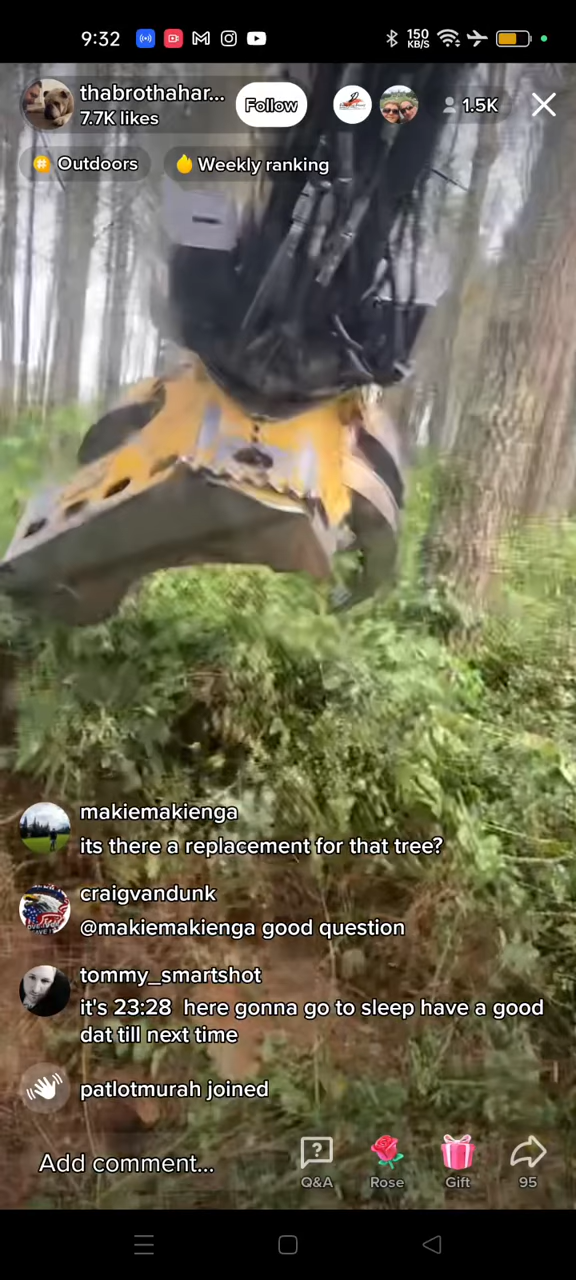 9:32
150
KB/S
thabrothahar...
7.7K likes
Follow
1.5K
Outdoors
Weekly ranking
makiemakienga
its there a replacement for that tree?
craigvandunk
@makiemakienga good question
tommy_smartshot
it's 23:28 here gonna go to sleep have a good
dat till next time
patlotmurah joined
Add comment...
Q&A
Rose
Gift
95